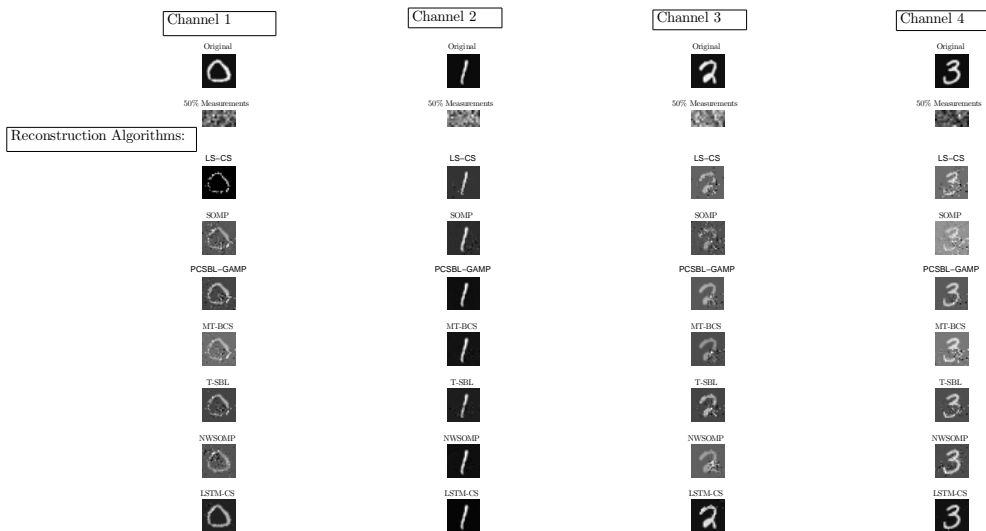 Channel 1 Channel 2 Channel 3 Channel 4
Original Original Original Original
50% Measurements 50% Measurements 50% Measurements 50% Measurements
Reconstruction Algorithms:
LS-CS LS-CS LS-CS LS-CS
SOMP SOMP SOMP SOMP
PCSBL-GAMP PCSBL-GAMP PCSBL-GAMP PCSBL-GAMP
MT-BCS MT-BCS MT-BCS MT-BCS
T-SBL T-SBL T-SBL T-SBL
NWSOMP NWSOMP NWSOMP NWSOMP
LSTM-CS LSTM-CS LSTM-CS LSTM-CS